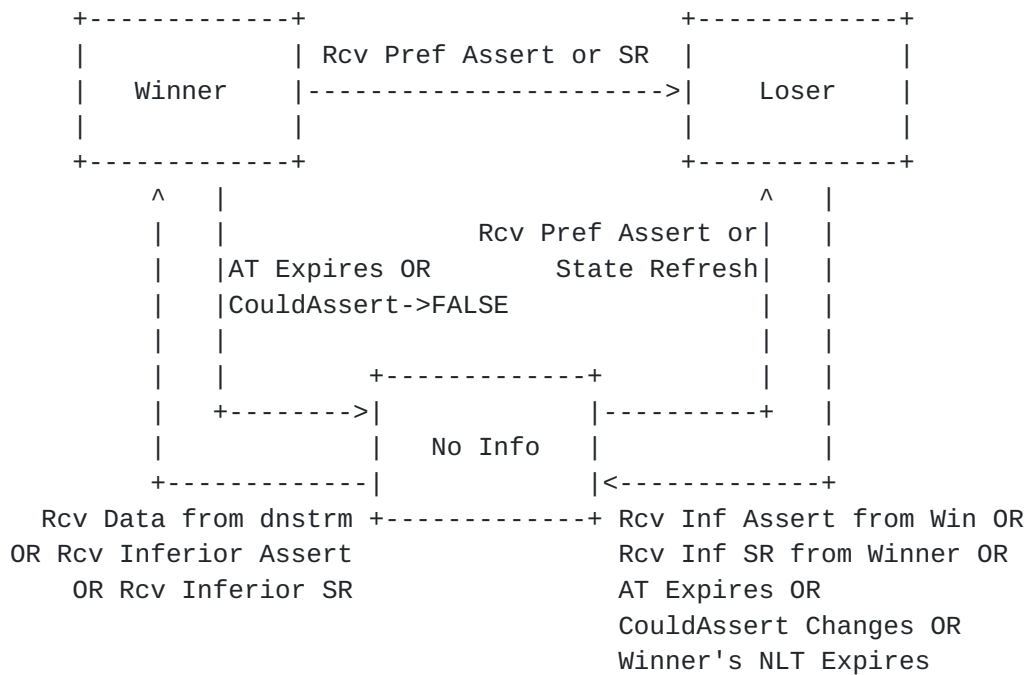 Rcv Pref Assert or SR
Winner Loser
Rcv Pref Assert or
AT Expires OR State Refresh
CouldAssert->FALSE
No Info
Rcv Data from dnstrm Rcv Inf Assert from Win OR
OR Rcv Inferior Assert Rcv Inf SR from Winner OR
OR Rcv Inferior SR AT Expires OR
CouldAssert Changes OR
Winner's NLT Expires